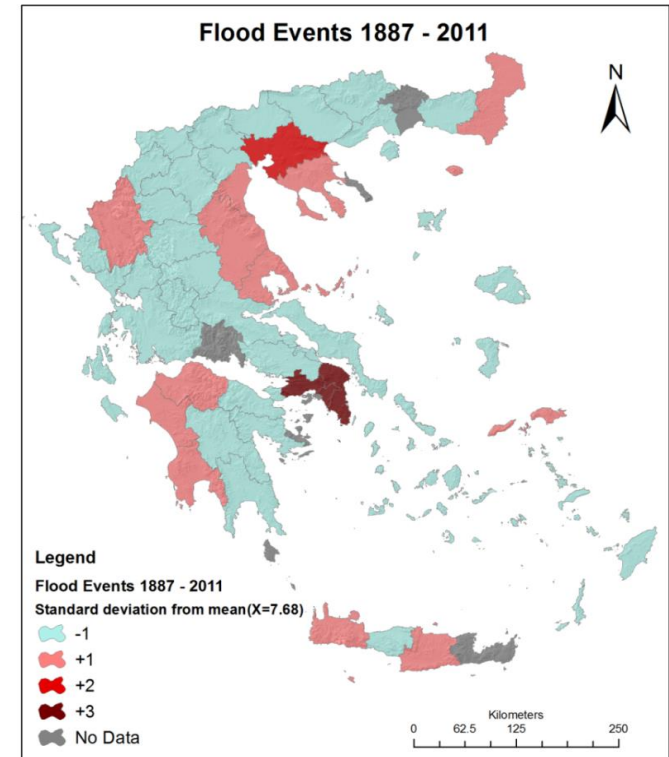 Flood Events 1887 - 2011
N
Legend
Flood Events 1887 - 2011
Standard deviation from mean(X=7.68)
-1
+1
+2
+3
No Data
Kilometers
0 62.5 125 250